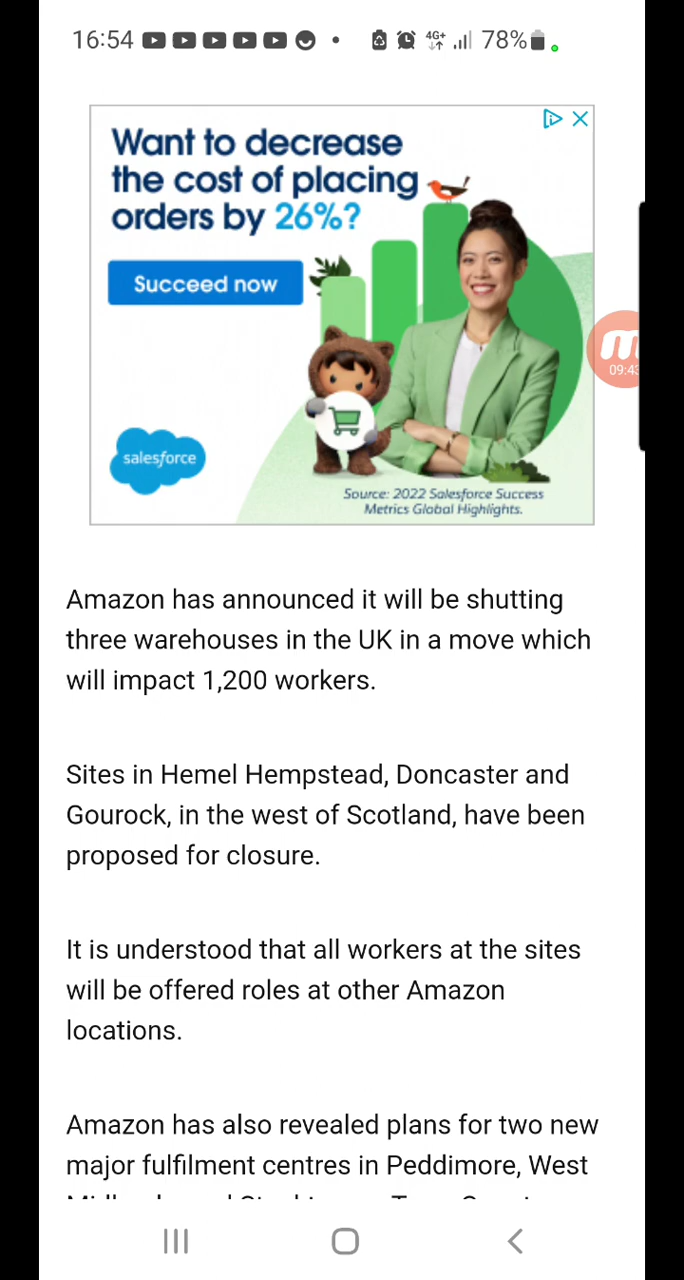 16:54
4G+
78%
Want to decrease
the cost of placing
orders by 26%?
Succeed now
salesforce
Source: 2022 Salesforce Success
Metrics Global Highlights.
09:43
Amazon has announced it will be shutting
three warehouses in the UK in a move which
will impact 1,200 workers.
Sites in Hemel Hempstead, Doncaster and
Gourock, in the west of Scotland, have been
proposed for closure.
It is understood that all workers at the sites
will be offered roles at other Amazon
locations.
Amazon has also revealed plans for two new
major fulfilment centres in Peddimore, West